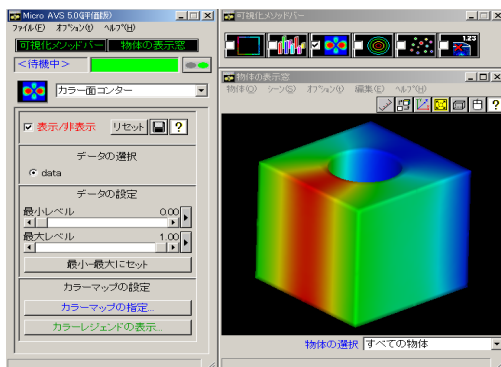 Micro AVS 5.0(評価版)
ファイル(F) オプション(O) ヘルプ(H)
可視化メソッドバー 物体の表示窓
<待機中>
カラー面コンター
表示/非表示 リセット ?
データの選択
data
データの設定
最小レベル 0.00
最大レベル 1.00
最小-最大にセット
カラーマップの設定
カラーマップの指定...
カラーレジェンドの表示...
可視化メソッドバー
1.23
物体の表示窓
物体(O) シーン(S) オプション(V) 編集(E) ヘルプ(H)
?
物体の選択 すべての物体